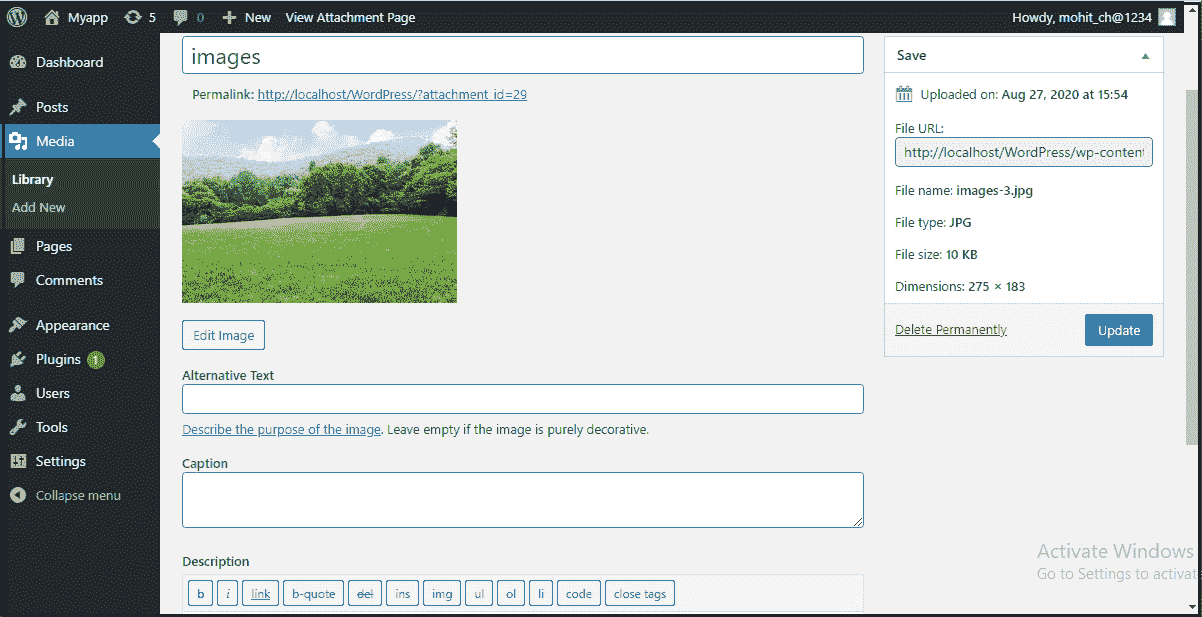 Myapp 5 0 New View Attachment Page Howdy, mohit_ch@1234
Dashboard
Posts
Media
Library
Add New
Pages
Comments
Appearance
Plugins 1
Users
Tools
Settings
Collapse menu
images
Permalink: http://localhost/WordPress/?attachment_id=29
Edit Image
Alternative Text
Describe the purpose of the image. Leave empty if the image is purely decorative.
Caption
Description
b i link b-quote del ins img ul ol li code close tags
Save
Uploaded on: Aug 27, 2020 at 15:54
File URL:
http://localhost/WordPress/wp-content
File name: images-3.jpg
File type: JPG
File size: 10 KB
Dimensions: 275 × 183
Delete Permanently Update
Activate Windows
Go to Settings to activat